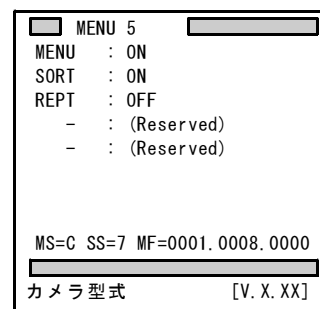 MENU 5
MENU : ON
SORT : ON
REPT : OFF
– : (Reserved)
– : (Reserved)
MS=C SS=7 MF=0001.0008.0000
カメラ型式 [V.X.XX]